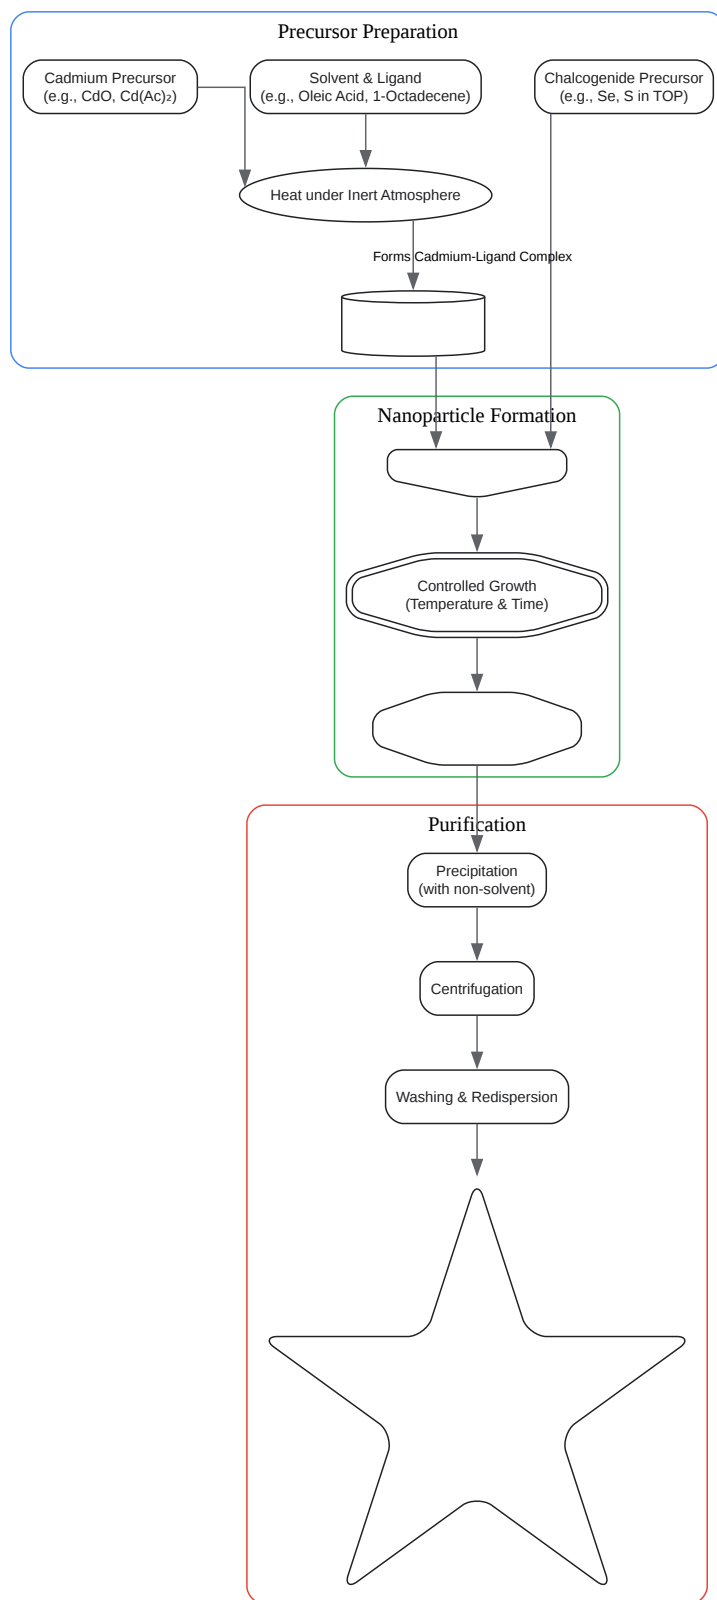 Precursor Preparation
Cadmium Precursor
(e.g., CdO, Cd(Ac)₂)
Solvent & Ligand
(e.g., Oleic Acid, 1-Octadecene)
Chalcogenide Precursor
(e.g., Se, S in TOP)
Heat under Inert Atmosphere
Forms Cadmium-Ligand Complex
Nanoparticle Formation
Controlled Growth
(Temperature & Time)
Purification
Precipitation
(with non-solvent)
Centrifugation
Washing & Redispersion